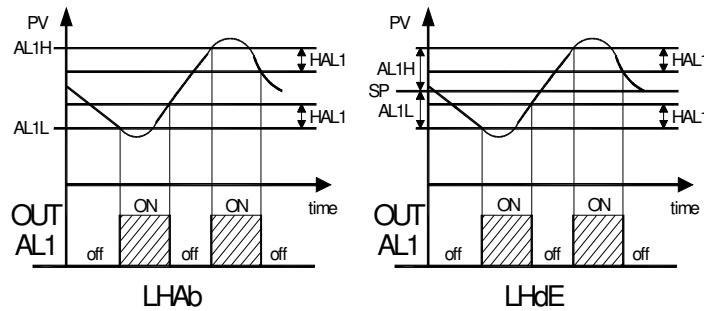 PV
AL1H
HAL1
HAL1
AL1L
time
OUT
AL1
off
ON
off
ON
off
LHAb
PV
AL1H
SP
AL1L
HAL1
HAL1
time
OUT
AL1
off
ON
off
ON
off
LHdE